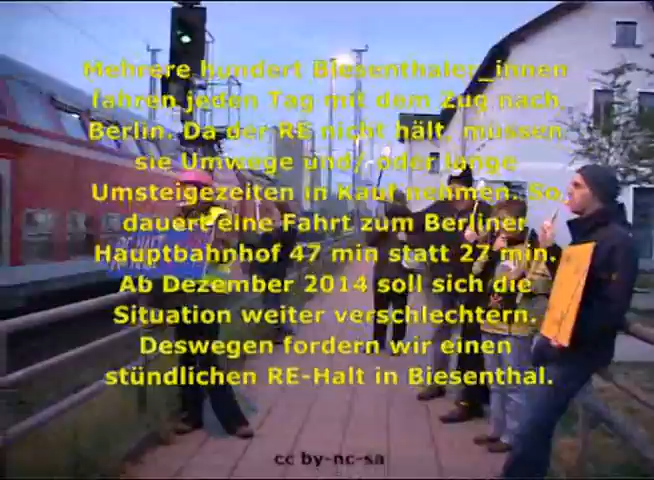 Mehrere hundert Biesenthaler_innen
fahren jeden Tag mit dem Zug nach
Berlin. Da der RE nicht hält, müssen
sie Umwege und/ oder lange
Umsteigezeiten in Kauf nehmen. So
dauert eine Fahrt zum Berliner
Hauptbahnhof 47 min statt 27 min.
Ab Dezember 2014 soll sich die
Situation weiter verschlechtern.
Deswegen fordern wir einen
stündlichen RE-Halt in Biesenthal.
cc by-nc-sa